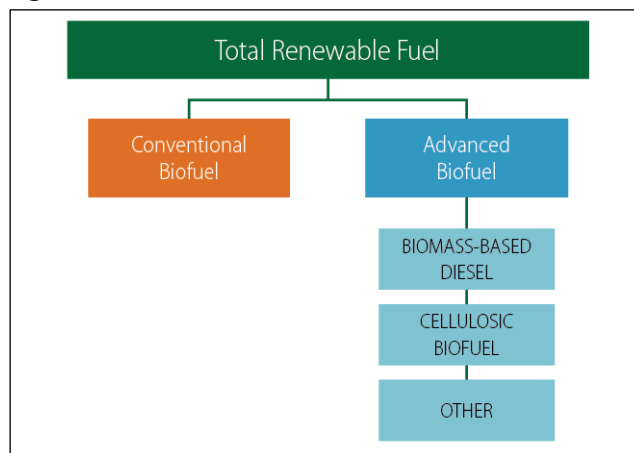 Total Renewable Fuel
Conventional
Biofuel
Advanced
Biofuel
BIOMASS-BASED
DIESEL
CELLULOSIC
BIOFUEL
OTHER